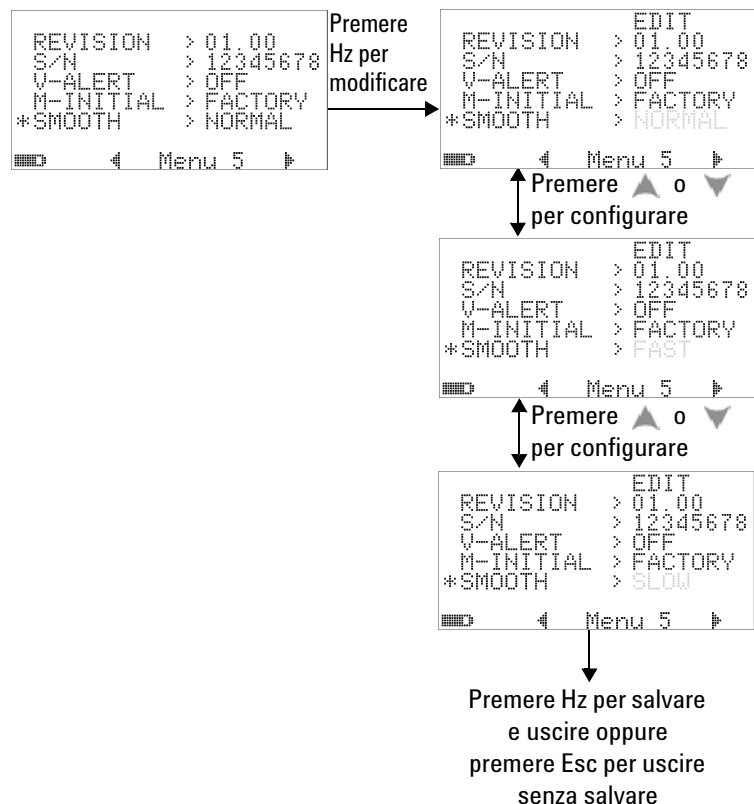 REVISION > 01.00
S/N > 12345678
V-ALERT > OFF
M-INITIAL > FACTORY
*SMOOTH > NORMAL
Menu 5
Premere
Hz per
modificare
EDIT
REVISION > 01.00
S/N > 12345678
V-ALERT > OFF
M-INITIAL > FACTORY
*SMOOTH > NORMAL
Menu 5
Premere o
per configurare
EDIT
REVISION > 01.00
S/N > 12345678
V-ALERT > OFF
M-INITIAL > FACTORY
*SMOOTH > FAST
Menu 5
Premere o
per configurare
EDIT
REVISION > 01.00
S/N > 12345678
V-ALERT > OFF
M-INITIAL > FACTORY
*SMOOTH > SLOW
Menu 5
Premere Hz per salvare
e uscire oppure
premere Esc per uscire
senza salvare